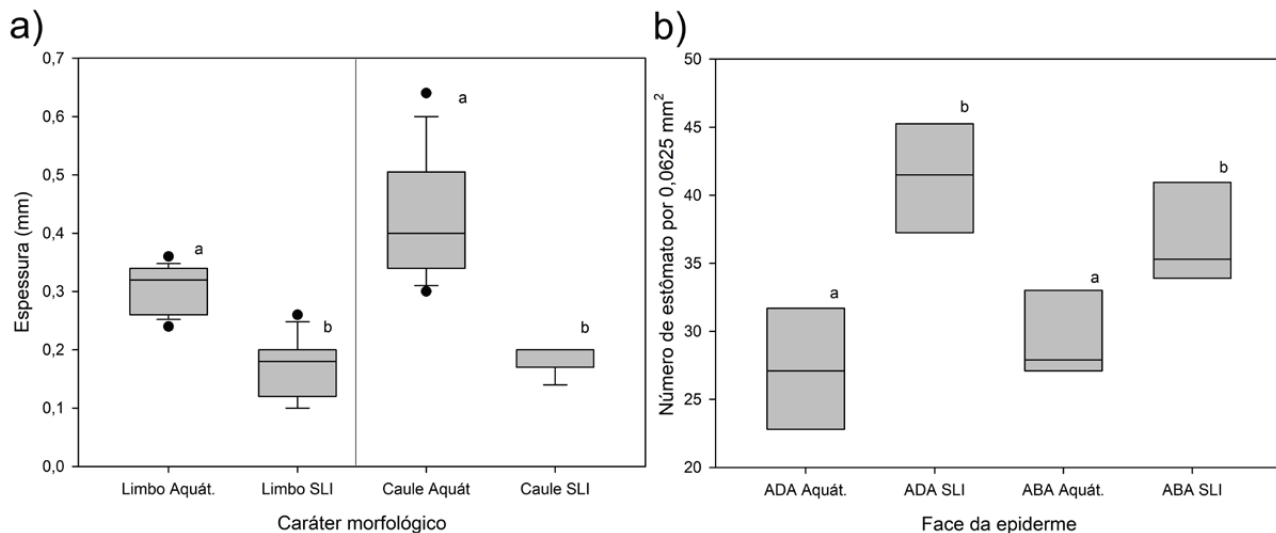 a)
Espessura (mm)
0,7
0,6
0,5
0,4
0,3
0,2
0,1
0,0
a
b
a
b
Limbo Aquát.
Limbo SLI
Caule Aquát
Caule SLI
Caráter morfológico
b)
Número de estômato por 0,0625 mm²
50
45
40
35
30
25
20
a
b
a
b
ADA Aquát.
ADA SLI
ABA Aquát.
ABA SLI
Face da epiderme